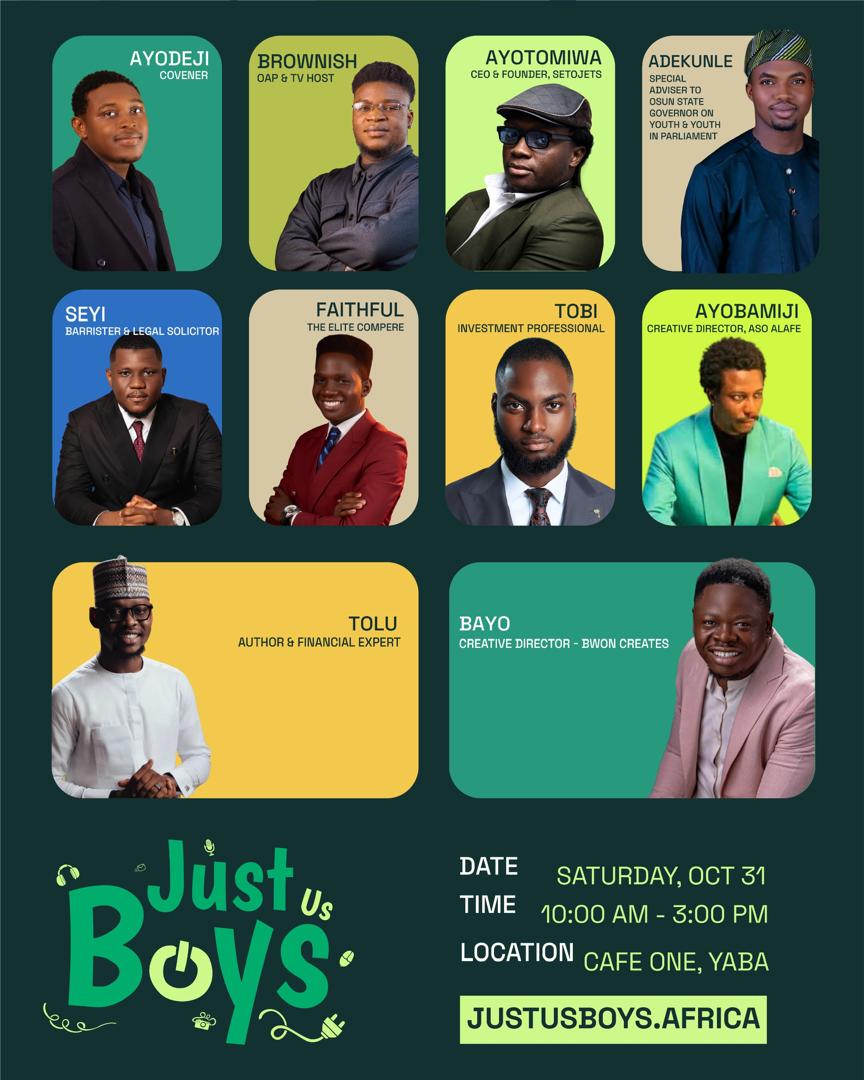 AYODEJI
COVENER
BROWNISH
OAP & TV HOST
AYOTOMIWA
CEO & FOUNDER, SETOJETS
ADEKUNLE
SPECIAL
ADVISER TO
OSUN STATE
GOVERNOR ON
YOUTH & YOUTH
IN PARLIAMENT
SEYI
BARRISTER & LEGAL SOLICITOR
FAITHFUL
THE ELITE COMPERE
TOBI
INVESTMENT PROFESSIONAL
AYOBAMIJI
CREATIVE DIRECTOR, ASO ALAFE
TOLU
AUTHOR & FINANCIAL EXPERT
BAYO
CREATIVE DIRECTOR - BWON CREATES
Just
Us
Boys
DATE SATURDAY, OCT 31
TIME 10:00 AM - 3:00 PM
LOCATION CAFE ONE, YABA
JUSTUSBOYS.AFRICA